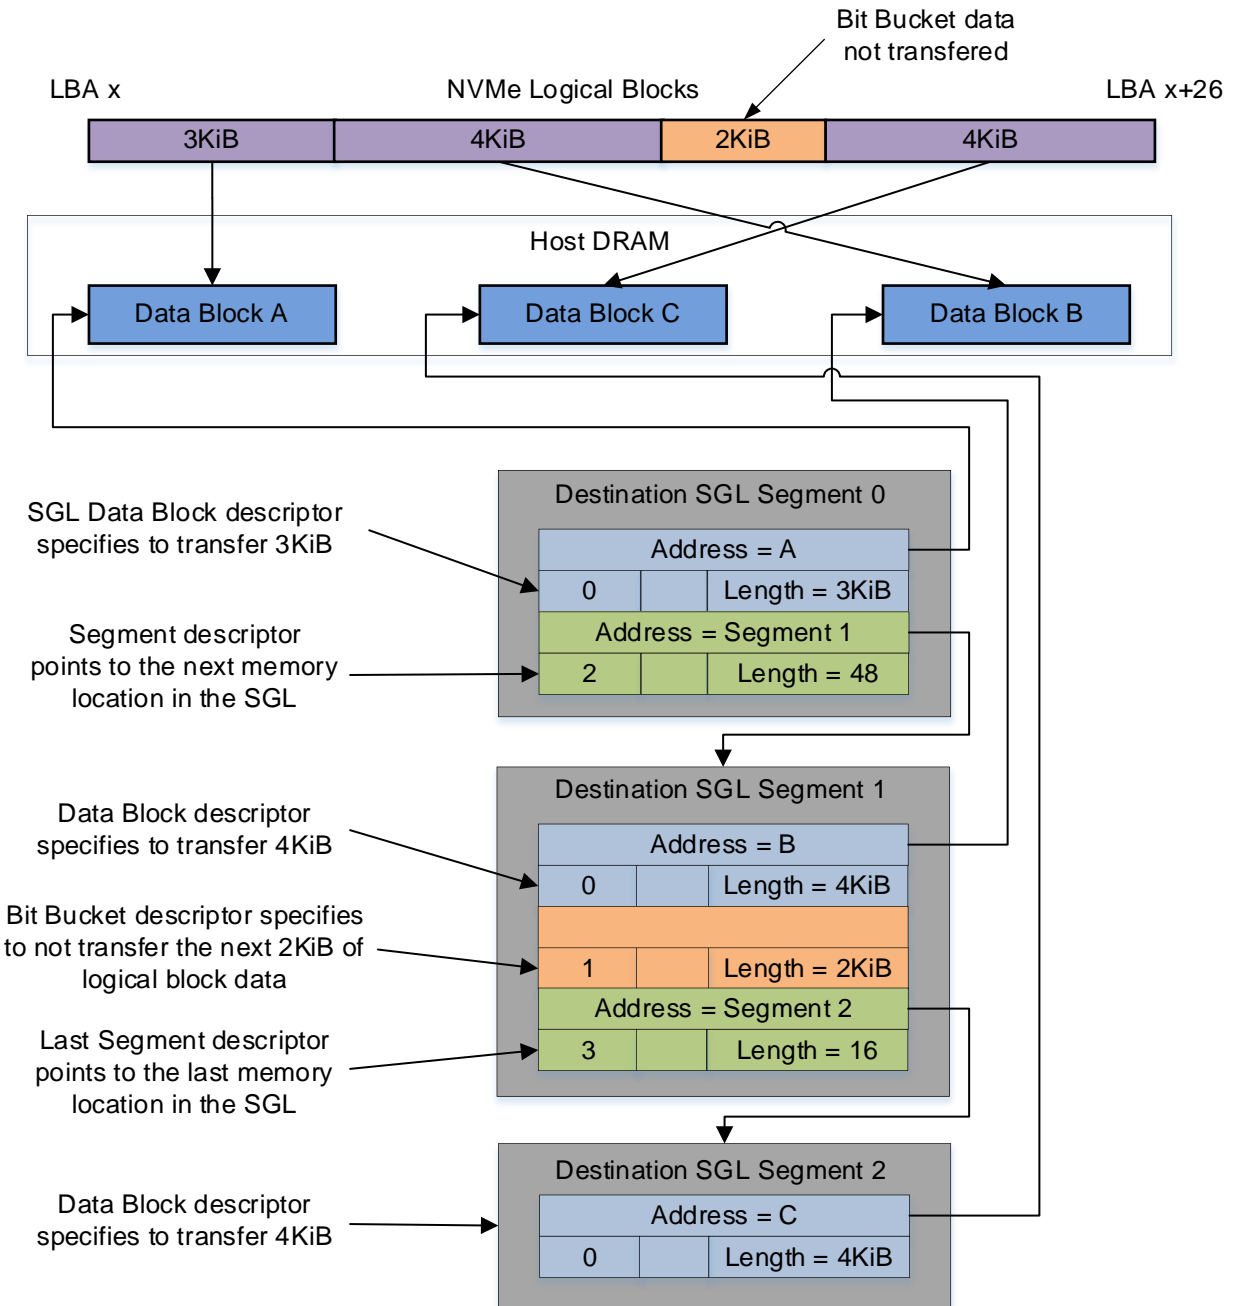 Bit Bucket data
not transfered
LBA x
NVMe Logical Blocks
LBA x+26
3KiB
4KiB
2KiB
4KiB
Host DRAM
Data Block A
Data Block C
Data Block B
Destination SGL Segment 0
SGL Data Block descriptor
specifies to transfer 3KiB
Address = A
0
Length = 3KiB
Segment descriptor
points to the next memory
location in the SGL
Address = Segment 1
2
Length = 48
Destination SGL Segment 1
Data Block descriptor
specifies to transfer 4KiB
Address = B
0
Length = 4KiB
Bit Bucket descriptor specifies
to not transfer the next 2KiB of
logical block data
1
Length = 2KiB
Address = Segment 2
Last Segment descriptor
points to the last memory
location in the SGL
3
Length = 16
Destination SGL Segment 2
Data Block descriptor
specifies to transfer 4KiB
Address = C
0
Length = 4KiB